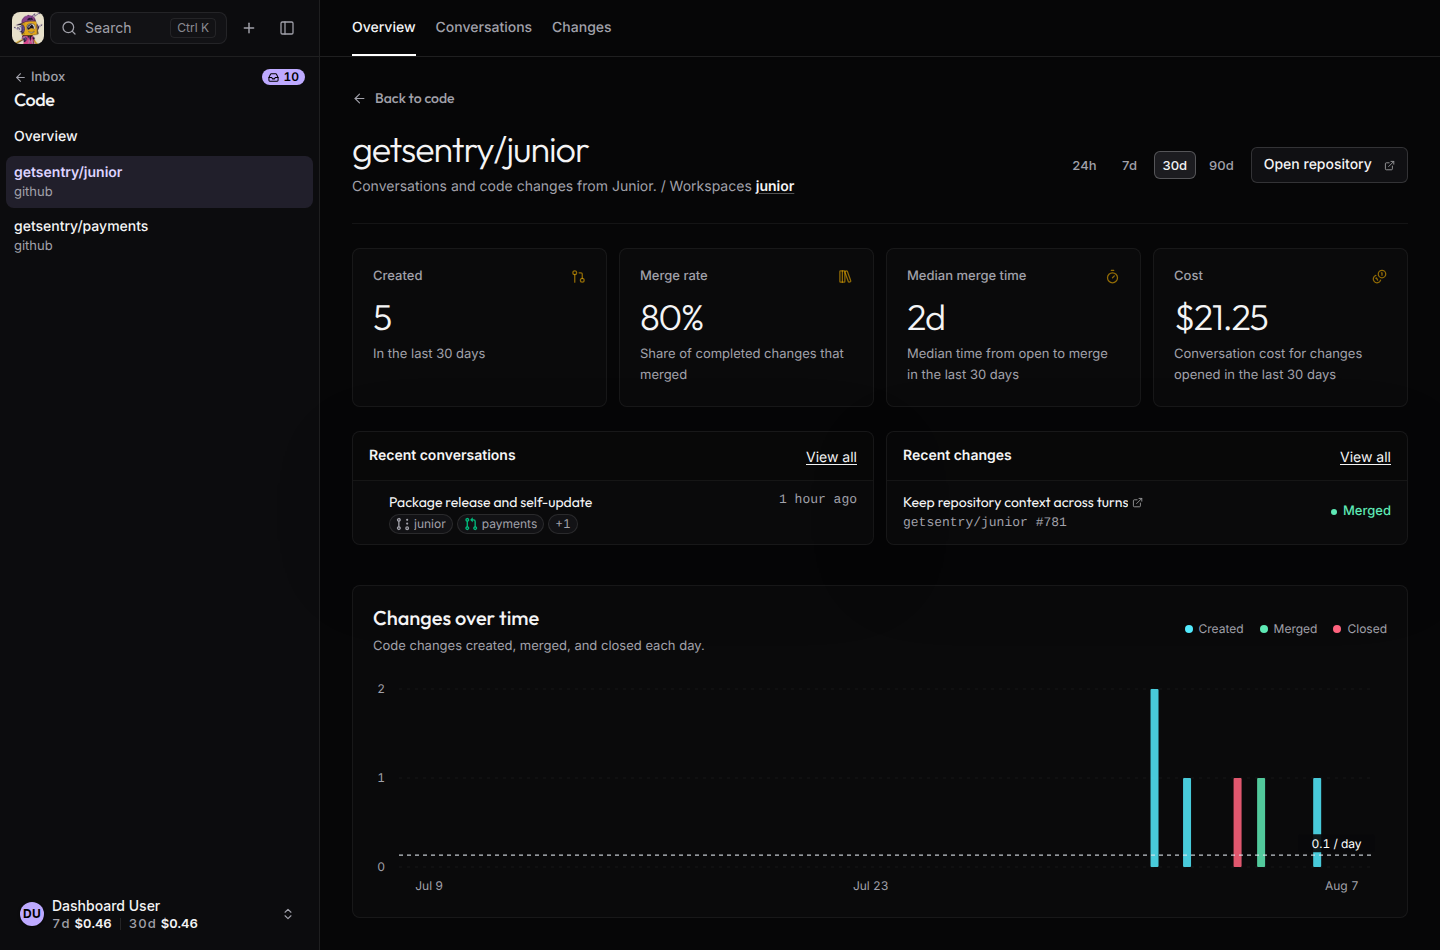 Search Ctrl K
Overview Conversations Changes
Inbox 10
Code
Overview
getsentry/junior
github
getsentry/payments
github
Back to code
getsentry/junior
Conversations and code changes from Junior. / Workspaces junior
24h 7d 30d 90d Open repository
Created
5
In the last 30 days
Merge rate
80%
Share of completed changes that
merged
Median merge time
2d
Median time from open to merge
in the last 30 days
Cost
$21.25
Conversation cost for changes
opened in the last 30 days
Recent conversations View all
Package release and self-update 1 hour ago
junior payments +1
Recent changes View all
Keep repository context across turns
getsentry/junior #781
Merged
Changes over time
Code changes created, merged, and closed each day.
Created Merged Closed
2
1
0
0.1 / day
Jul 9 Jul 23 Aug 7
DU
Dashboard User
7d $0.46 30d $0.46